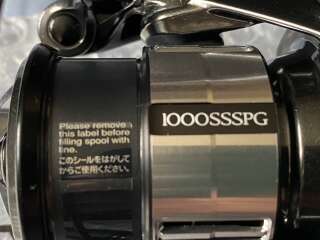 1000SSSPG
Please remove
this label before
filling spool with
line.
このシールをはがして
からご使用ください。